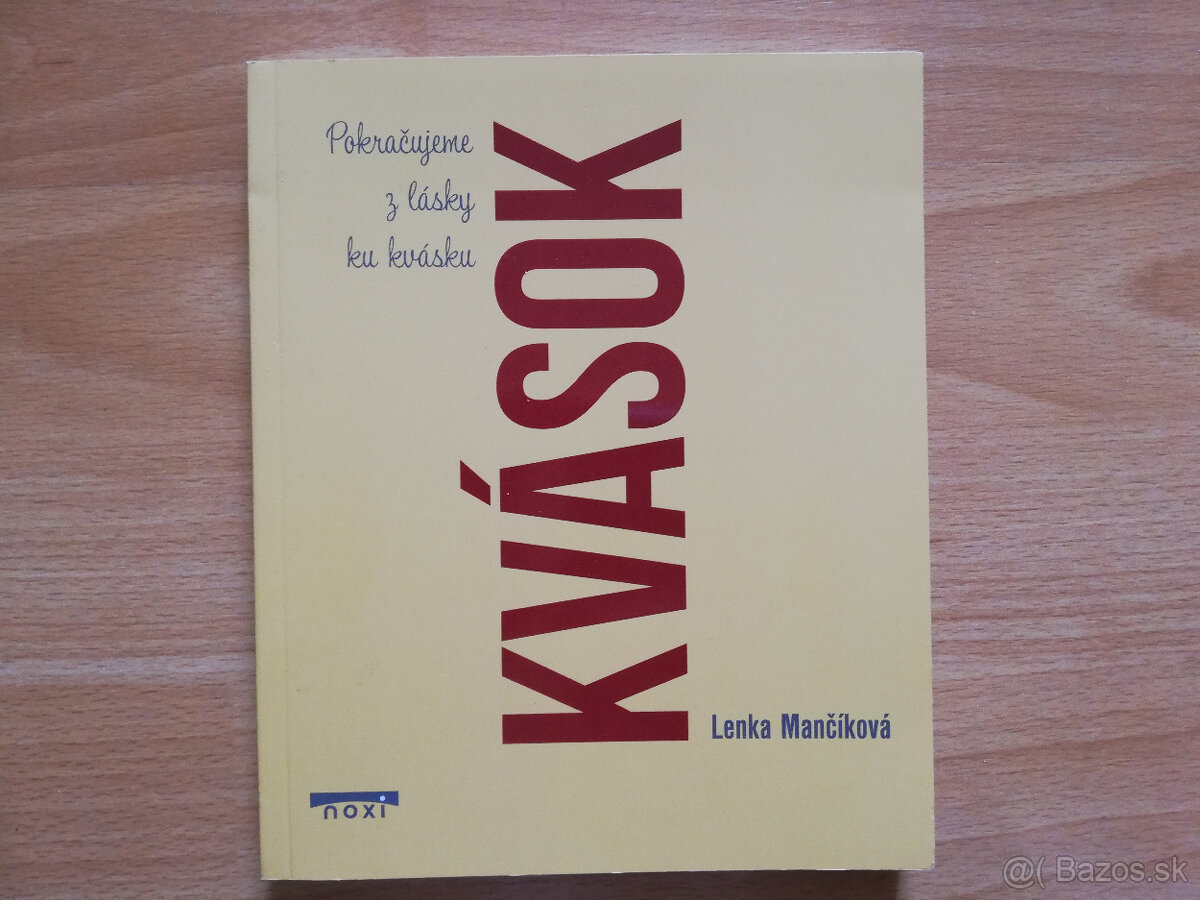 Pokračujeme
z lásky
ku kvásku
KVÁSOK
Lenka Mančíková
noxi
@( Bazos.sk